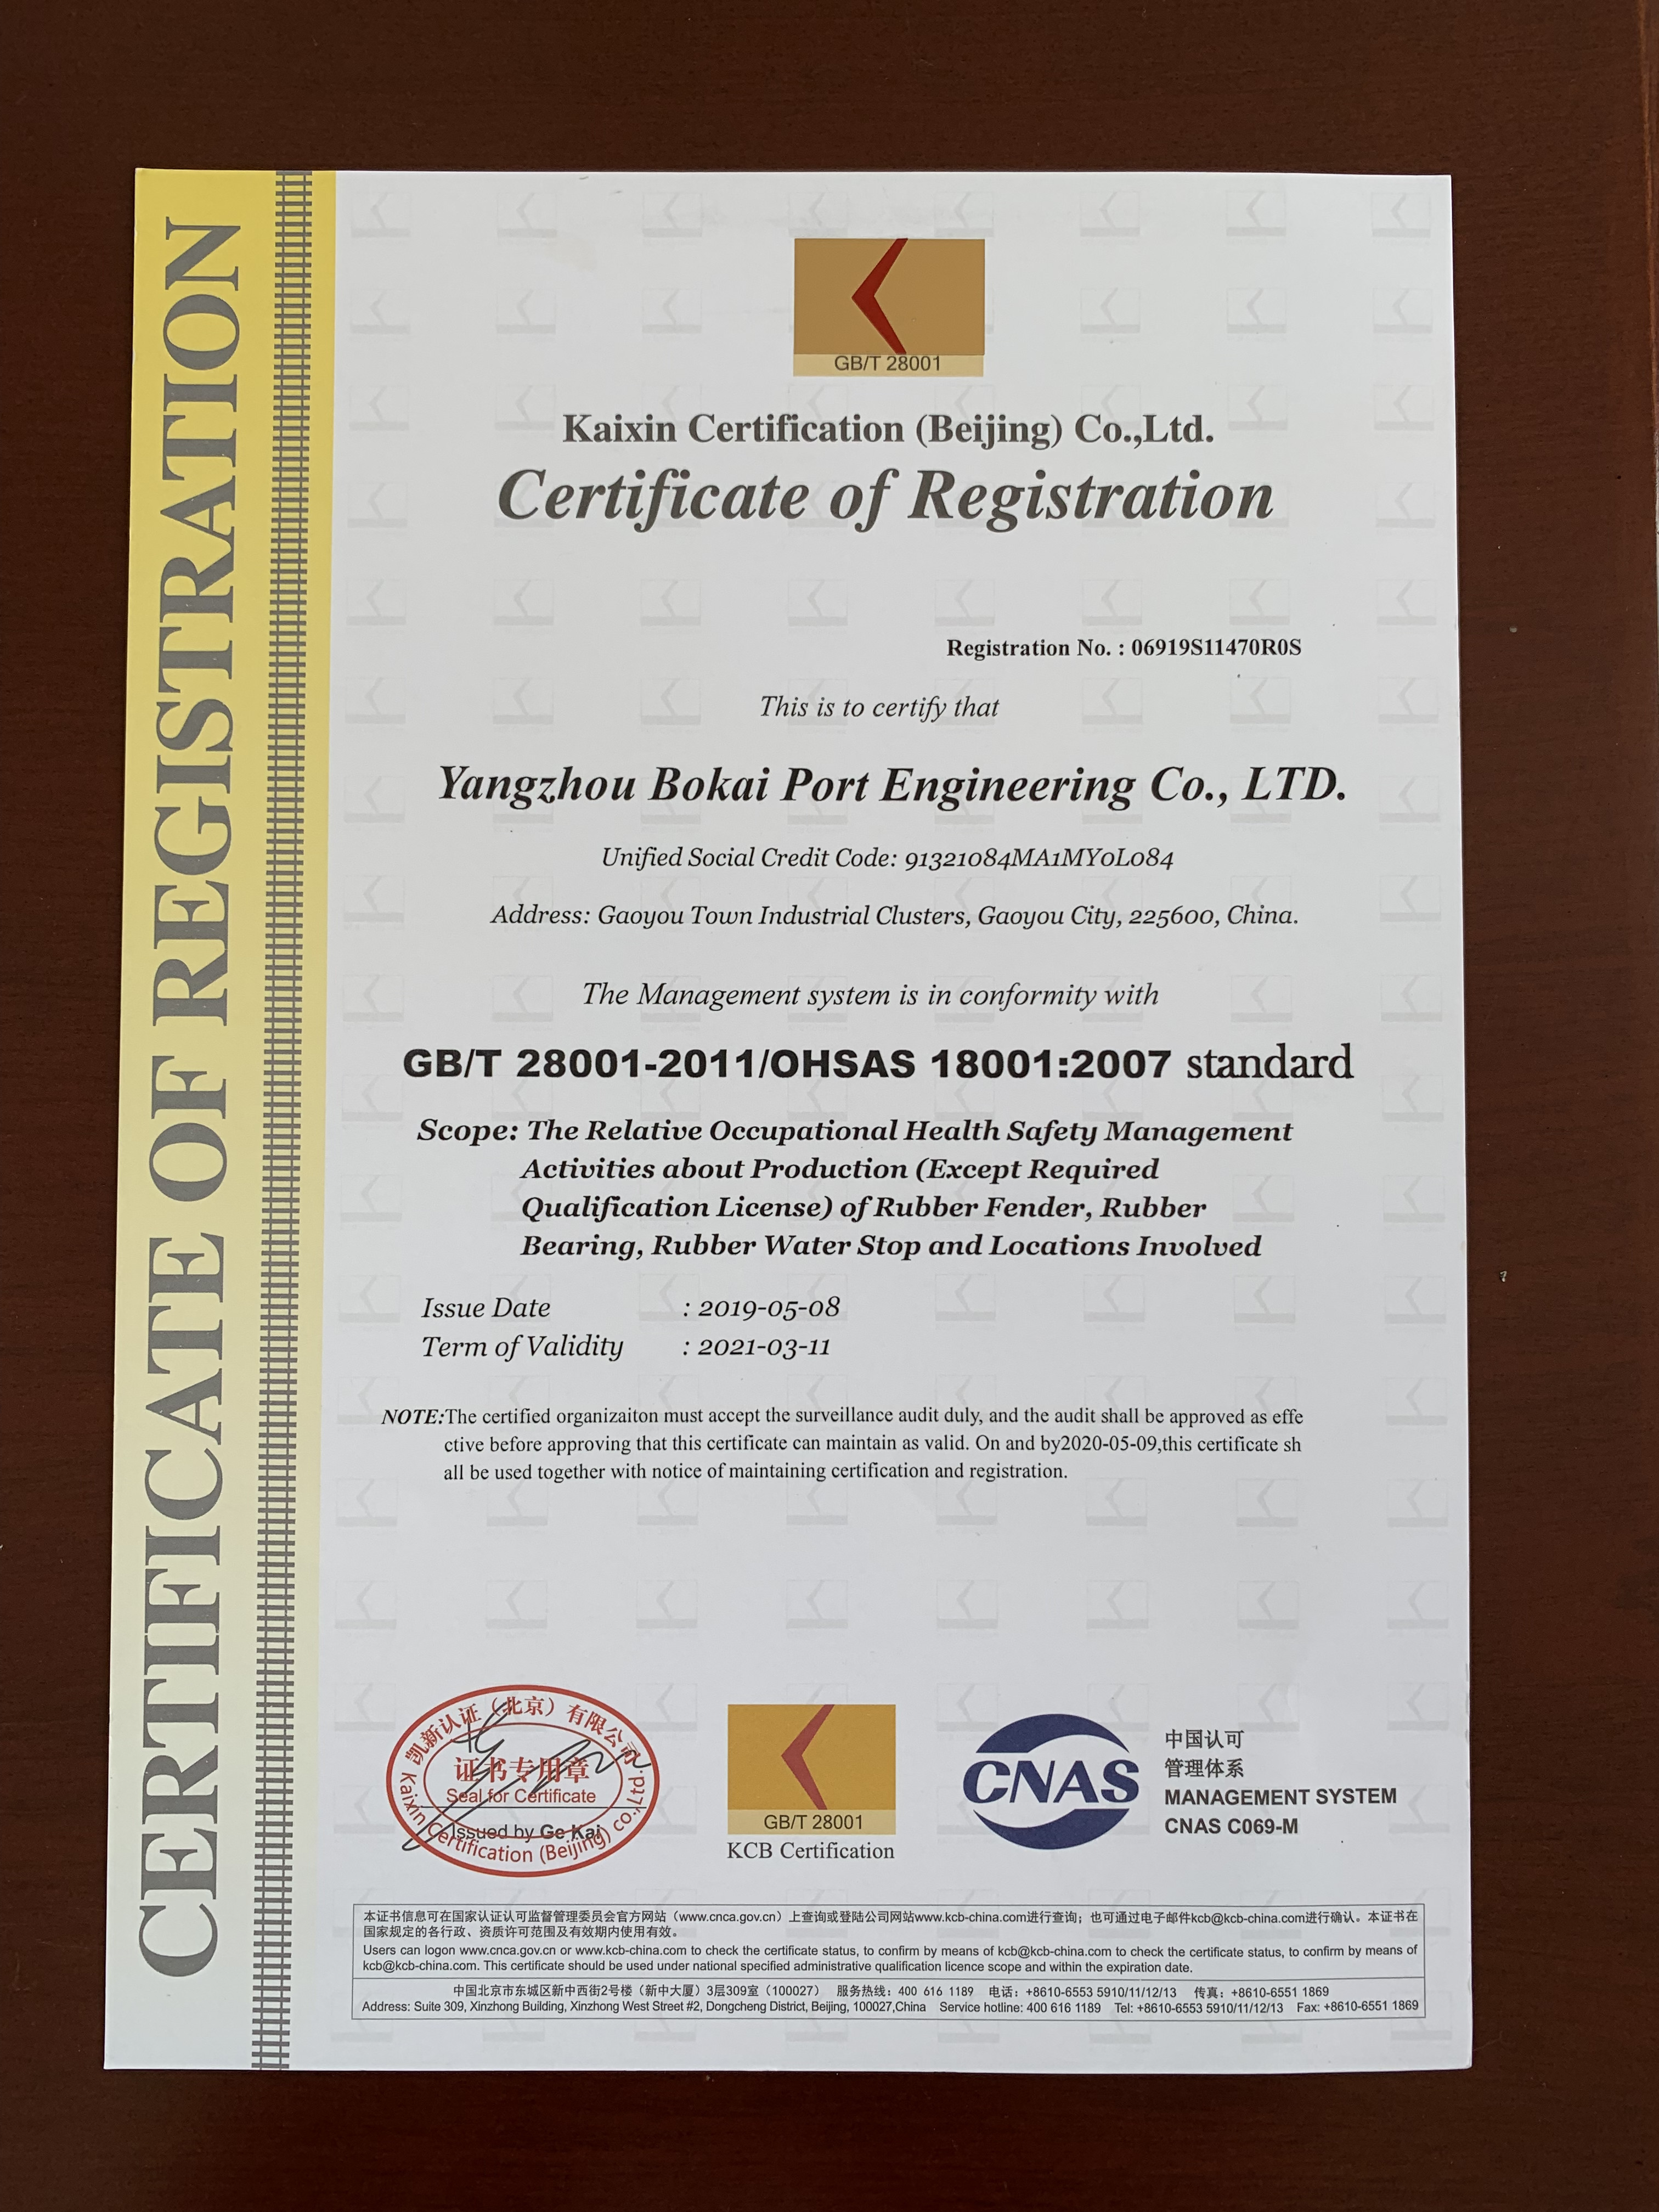 CERTIFICATE OF REGISTRATION
GB/T 28001
Kaixin Certification (Beijing) Co.,Ltd.
Certificate of Registration
Registration No. : 06919S11470R0S
This is to certify that
Yangzhou Bokai Port Engineering Co., LTD.
Unified Social Credit Code: 91321084MA1MY0L084
Address: Gaoyou Town Industrial Clusters, Gaoyou City, 225600, China.
The Management system is in conformity with
GB/T 28001-2011/OHSAS 18001:2007 standard
Scope: The Relative Occupational Health Safety Management
Activities about Production (Except Required
Qualification License) of Rubber Fender, Rubber
Bearing, Rubber Water Stop and Locations Involved
Issue Date : 2019-05-08
Term of Validity : 2021-03-11
NOTE:The certified organizaiton must accept the surveillance audit duly, and the audit shall be approved as effe
ctive before approving that this certificate can maintain as valid. On and by2020-05-09,this certificate sh
all be used together with notice of maintaining certification and registration.
凯新认证（北京）有限公司
证书专用章
Seal for Certificate
Issued by Ge Kai
Kaixin Certification (Beijing) co.,Ltd.
GB/T 28001
KCB Certification
CNAS
中国认可
管理体系
MANAGEMENT SYSTEM
CNAS C069-M
本证书信息可在国家认证认可监督管理委员会官方网站（www.cnca.gov.cn）上查询或登陆公司网站www.kcb-china.com进行查询；也可通过电子邮件kcb@kcb-china.com进行确认。本证书在
国家规定的各行政、资质许可范围及有效期内使用有效。
Users can logon www.cnca.gov.cn or www.kcb-china.com to check the certificate status, to confirm by means of kcb@kcb-china.com to check the certificate status, to confirm by means of
kcb@kcb-china.com. This certificate should be used under national specified administrative qualification licence scope and within the expiration date.
中国北京市东城区新中西街2号楼（新中大厦）3层309室（100027） 服务热线：400 616 1189 电话：+8610-6553 5910/11/12/13 传真：+8610-6551 1869
Address: Suite 309, Xinzhong Building, Xinzhong West Street #2, Dongcheng District, Beijing, 100027,China Service hotline: 400 616 1189 Tel: +8610-6553 5910/11/12/13 Fax: +8610-6551 1869